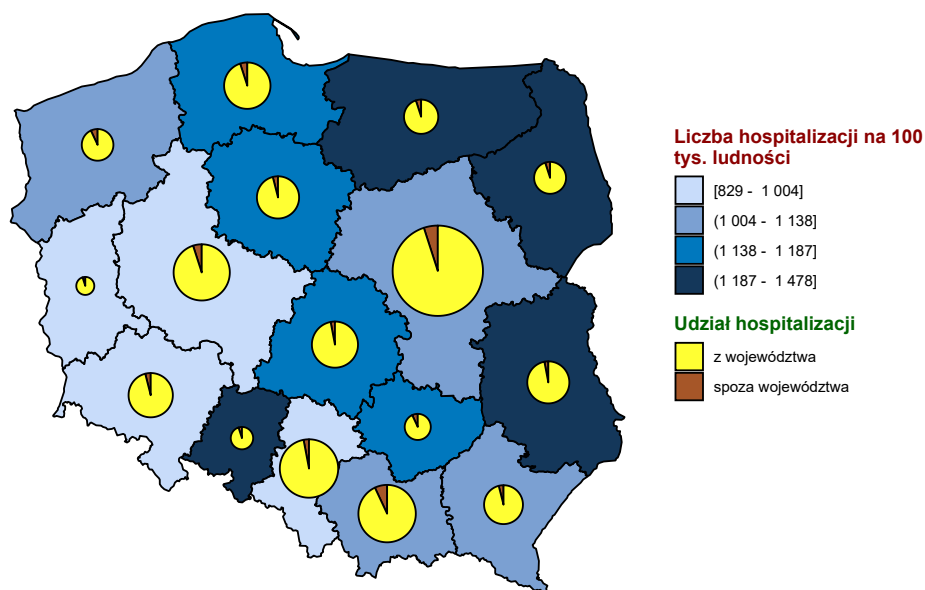 Liczba hospitalizacji na 100
tys. ludności
[829 - 1 004]
(1 004 - 1 138]
(1 138 - 1 187]
(1 187 - 1 478]
Udział hospitalizacji
z województwa
spoza województwa